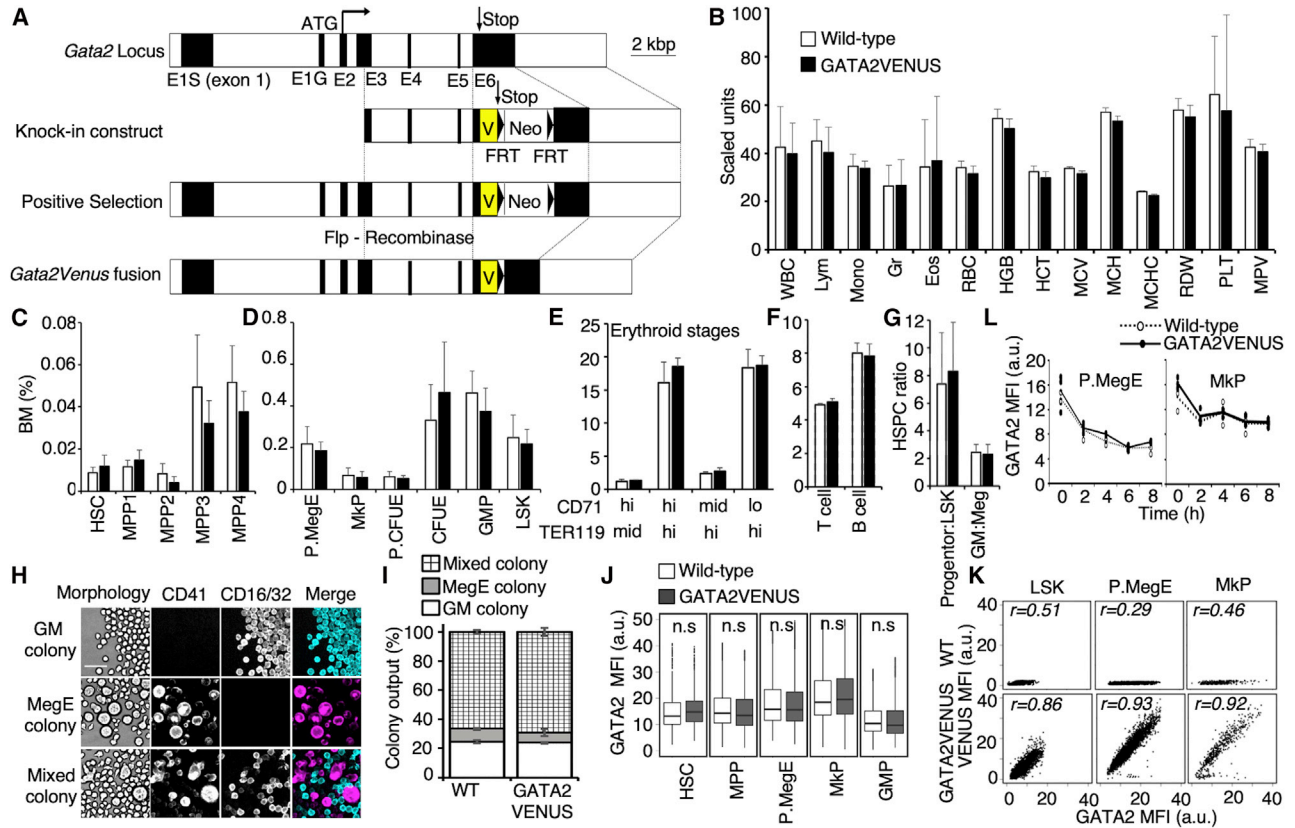 A
ATG
Stop
Gata2 Locus
2 kbp
E1S (exon 1) E1G E2 E3 E4 E5 E6
Stop
Knock-in construct
V Neo
FRT FRT
Positive Selection
V Neo
Flp - Recombinase
Gata2Venus fusion
V
B
Scaled units
100
80
60
40
20
0
Wild-type
GATA2VENUS
WBC Lym Mono Gr Eos RBC HGB HCT MCV MCH MCHC RDW PLT MPV
C
BM (%)
0.08
0.06
0.04
0.02
0
HSC MPP1 MPP2 MPP3 MPP4
D
0.8
0.6
0.4
0.2
0
P.MegE MkP P.CFUE CFUE GMP LSK
E
Erythroid stages
25
20
15
10
5
0
CD71 hi hi mid lo
TER119 mid hi hi hi
F
10
8
6
4
2
0
T cell B cell
G
HSPC ratio
12
10
8
6
4
2
0
Progentor:LSK GM:Meg
L
Wild-type
GATA2VENUS
GATA2 MFI (a.u.)
P.MegE MkP
20
16
12
8
4
0
0 2 4 6 8 0 2 4 6 8
Time (h)
H
Morphology CD41 CD16/32 Merge
GM
colony
MegE
colony
Mixed
colony
I
Mixed colony
MegE colony
GM colony
Colony output (%)
100
80
60
40
20
0
WT GATA2
VENUS
J
Wild-type
GATA2VENUS
GATA2 MFI (a.u.)
50
40
30
20
10
0
n.s n.s n.s n.s n.s
HSC MPP P.MegE MkP GMP
K
LSK P.MegE MkP
GATA2VENUS WT
VENUS MFI (a.u.)
40
20
0
r=0.51 r=0.29 r=0.46
40
20
0
r=0.86 r=0.93 r=0.92
0 20 40 0 20 40 0 20 40
GATA2 MFI (a.u.)